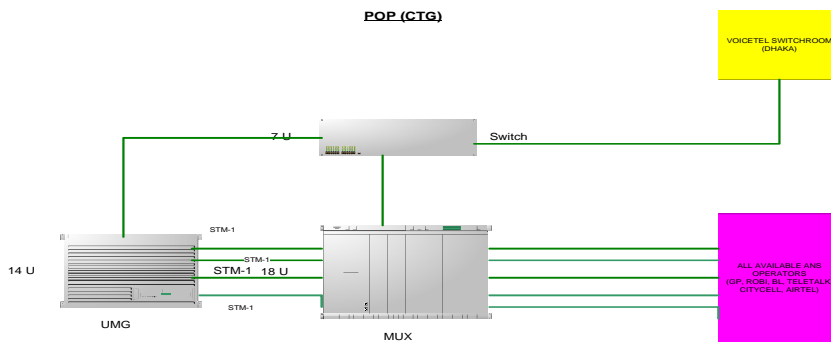 POP (CTG)
VOICETEL SWITCHROOM
(DHAKA)
7 U
Switch
STM-1
STM-1
14 U
STM-1
18 U
STM-1
ALL AVAILABLE ANS
OPERATORS
(GP, ROBI, BL, TELETALK,
CITYCELL, AIRTEL)
UMG
MUX